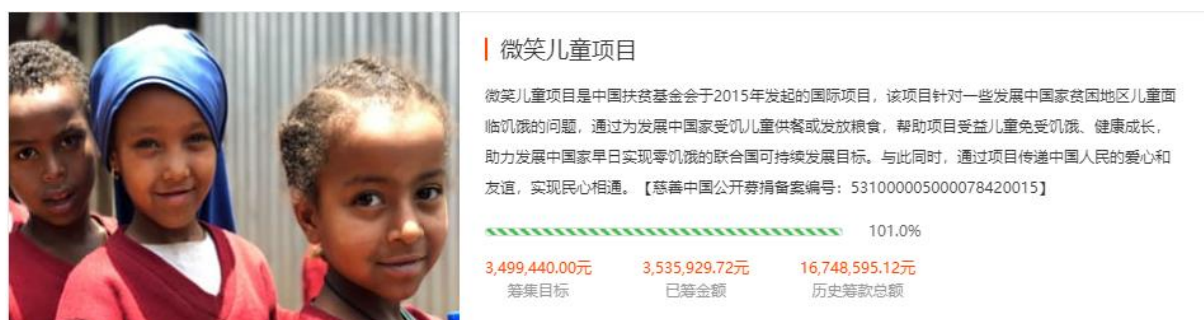 微笑儿童项目
微笑儿童项目是中国扶贫基金会于2015年发起的国际项目，该项目针对一些发展中国家贫困地区儿童面
临饥饿的问题，通过为发展中国家受饥儿童供餐或发放粮食，帮助项目受益儿童免受饥饿、健康成长，
助力发展中国家早日实现零饥饿的联合国可持续发展目标。与此同时，通过项目传递中国人民的爱心和
友谊，实现民心相通。【慈善中国公开募捐备案编号：531000005000078420015】
101.0%
3,499,440.00元 3,535,929.72元 16,748,595.12元
筹集目标 已筹金额 历史筹款总额